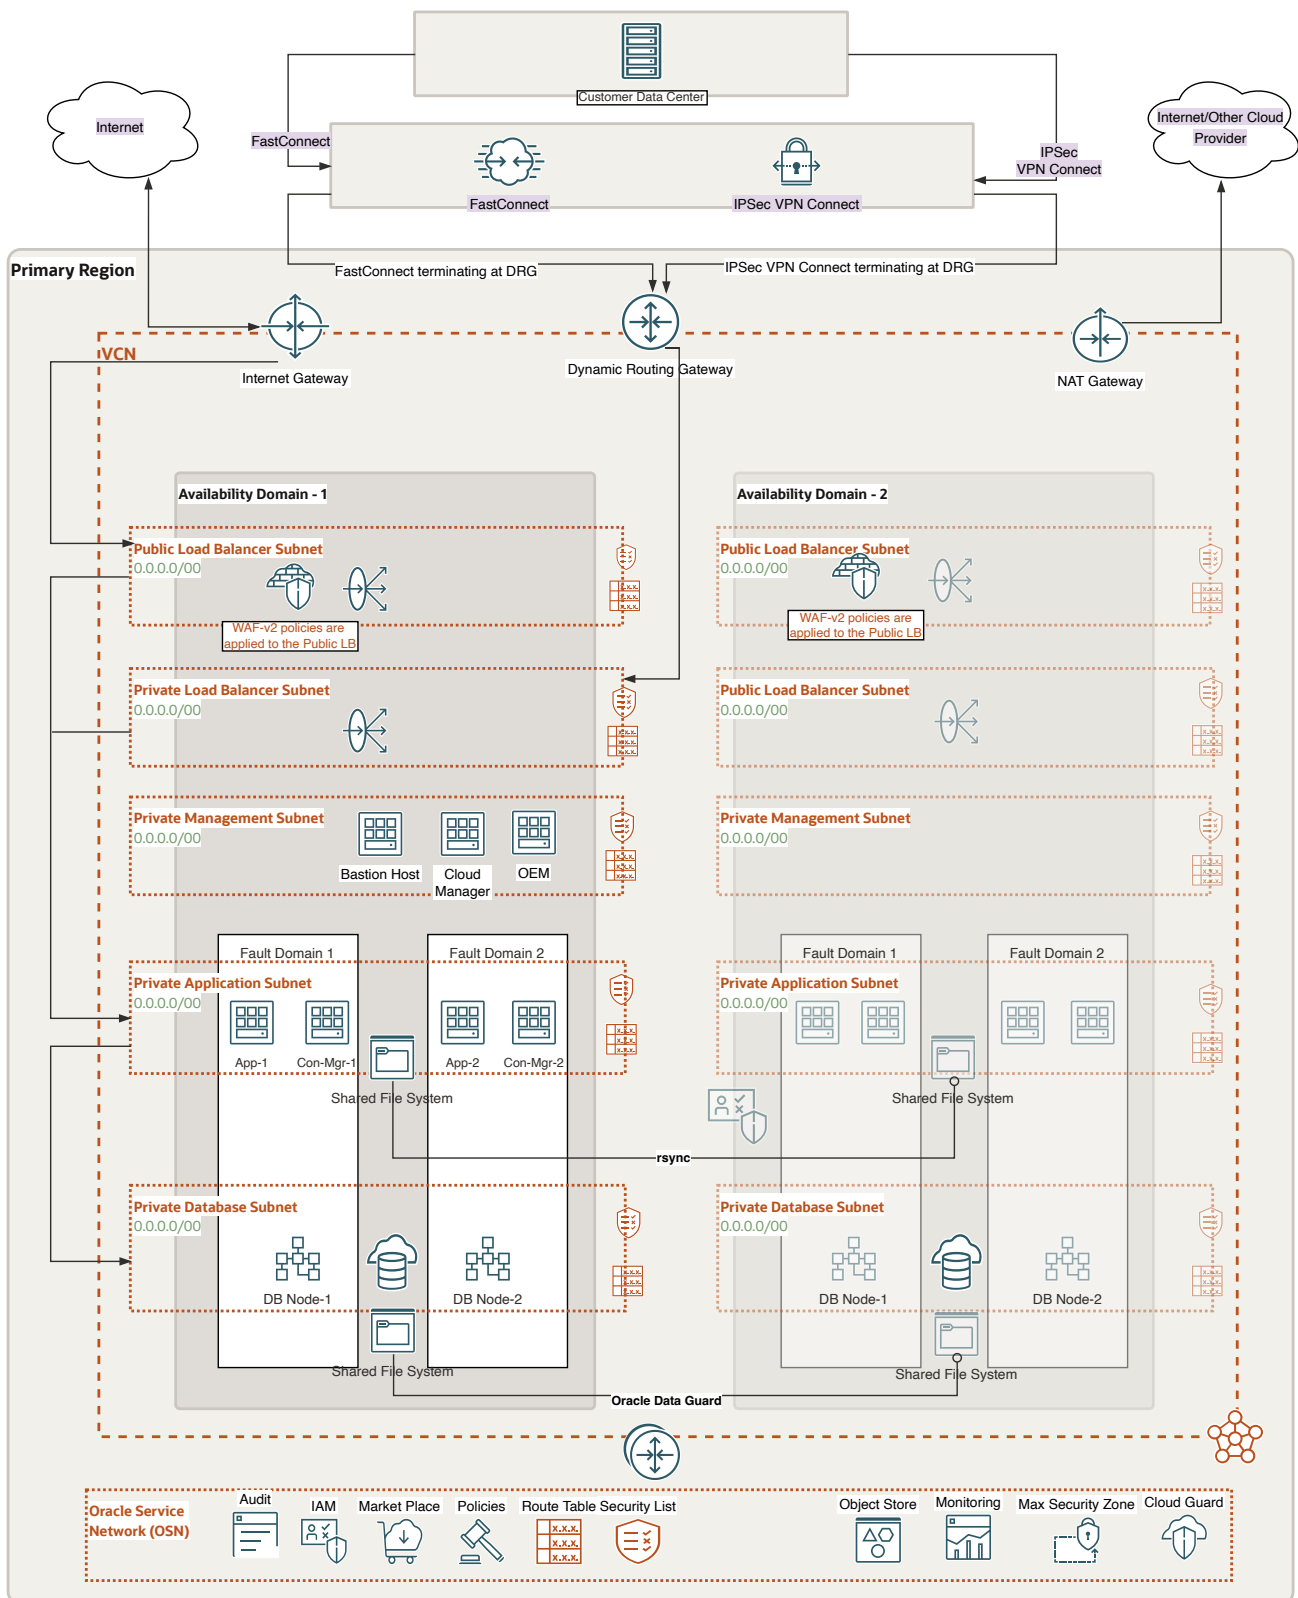 Customer Data Center
Internet
FastConnect
IPSec
VPN Connect
Internet/Other Cloud
Provider
FastConnect
IPSec VPN Connect
Primary Region
FastConnect terminating at DRG
IPSec VPN Connect terminating at DRG
VCN
Internet Gateway
Dynamic Routing Gateway
NAT Gateway
Availability Domain - 1
Public Load Balancer Subnet
0.0.0.0/00
WAF-v2 policies are
applied to the Public LB
Private Load Balancer Subnet
0.0.0.0/00
Private Management Subnet
0.0.0.0/00
Bastion Host
Cloud
Manager
OEM
Fault Domain 1
Fault Domain 2
Private Application Subnet
0.0.0.0/00
App-1
Con-Mgr-1
App-2
Con-Mgr-2
Shared File System
Private Database Subnet
0.0.0.0/00
DB Node-1
DB Node-2
Shared File System
Availability Domain - 2
Public Load Balancer Subnet
0.0.0.0/00
WAF-v2 policies are
applied to the Public LB
Public Load Balancer Subnet
0.0.0.0/00
Private Management Subnet
0.0.0.0/00
Fault Domain 1
Fault Domain 2
Private Application Subnet
0.0.0.0/00
Shared File System
rsync
Private Database Subnet
0.0.0.0/00
DB Node-1
DB Node-2
Shared File System
Oracle Data Guard
Oracle Service
Network (OSN)
Audit
IAM
Market Place
Policies
Route Table
Security List
Object Store
Monitoring
Max Security Zone
Cloud Guard